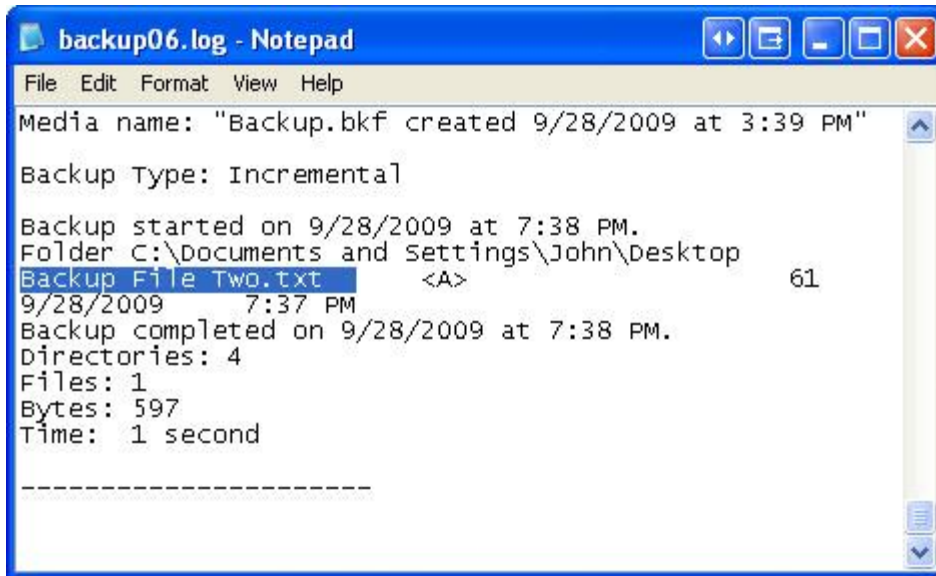 backup06.log - Notepad
File Edit Format View Help
Media name: "Backup.bkf created 9/28/2009 at 3:39 PM"
Backup Type: Incremental
Backup started on 9/28/2009 at 7:38 PM.
Folder C:\Documents and Settings\John\Desktop
Backup File Two.txt <A> 61
9/28/2009 7:37 PM
Backup completed on 9/28/2009 at 7:38 PM.
Directories: 4
Files: 1
Bytes: 597
Time: 1 second
----------------------